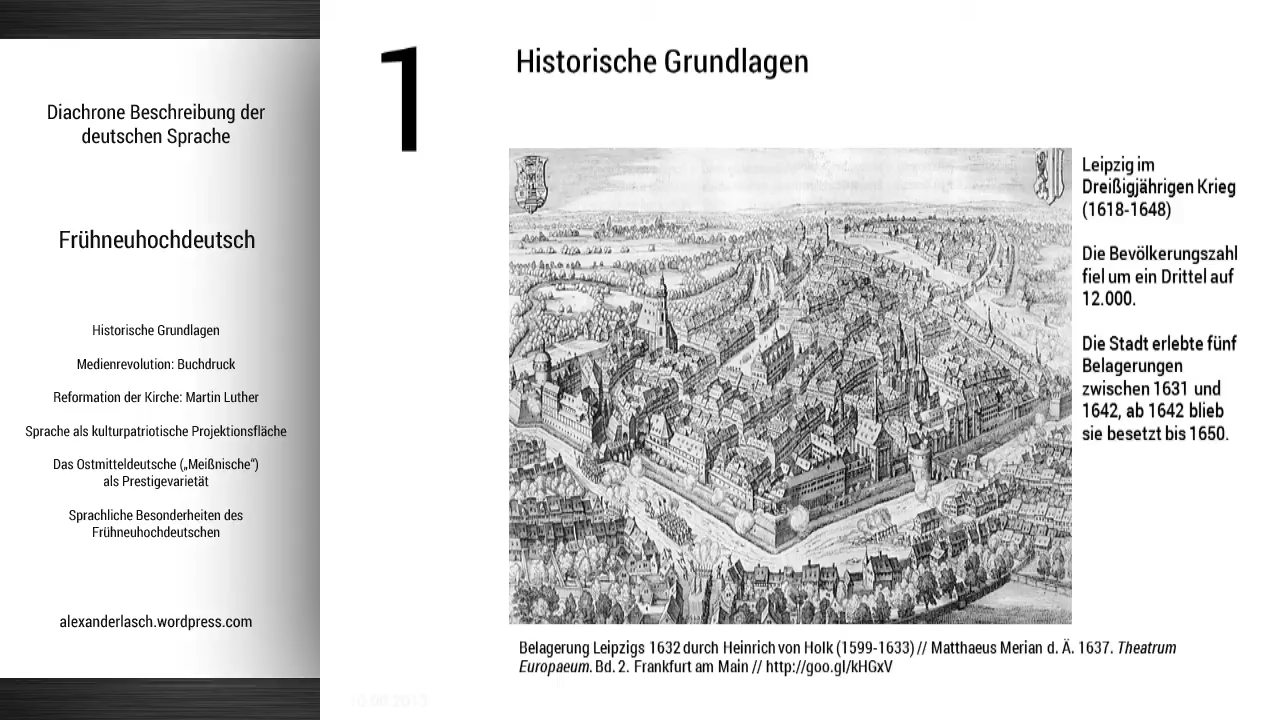 Diachrone Beschreibung der
deutschen Sprache
Frühneuhochdeutsch
Historische Grundlagen
Medienrevolution: Buchdruck
Reformation der Kirche: Martin Luther
Sprache als kulturpatriotische Projektionsfläche
Das Ostmitteldeutsche („Meißnische“)
als Prestigevarietät
Sprachliche Besonderheiten des
Frühneuhochdeutschen
alexanderlasch.wordpress.com
1
Historische Grundlagen
Leipzig im
Dreißigjährigen Krieg
(1618-1648)
Die Bevölkerungszahl
fiel um ein Drittel auf
12.000.
Die Stadt erlebte fünf
Belagerungen
zwischen 1631 und
1642, ab 1642 blieb
sie besetzt bis 1650.
Belagerung Leipzigs 1632 durch Heinrich von Holk (1599-1633) // Matthaeus Merian d. Ä. 1637. Theatrum
Europaeum. Bd. 2. Frankfurt am Main // http://goo.gl/kHGxV